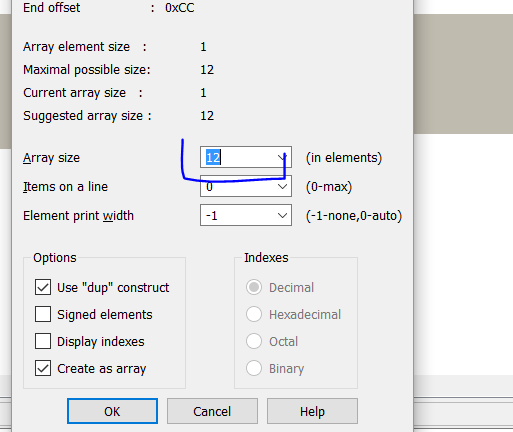 End offset : 0xCC
Array element size : 1
Maximal possible size: 12
Current array size : 1
Suggested array size : 12
Array size 12 (in elements)
Items on a line 0 (0-max)
Element print width -1 (-1-none,0-auto)
Options
Use "dup" construct
Signed elements
Display indexes
Create as array
Indexes
Decimal
Hexadecimal
Octal
Binary
OK Cancel Help